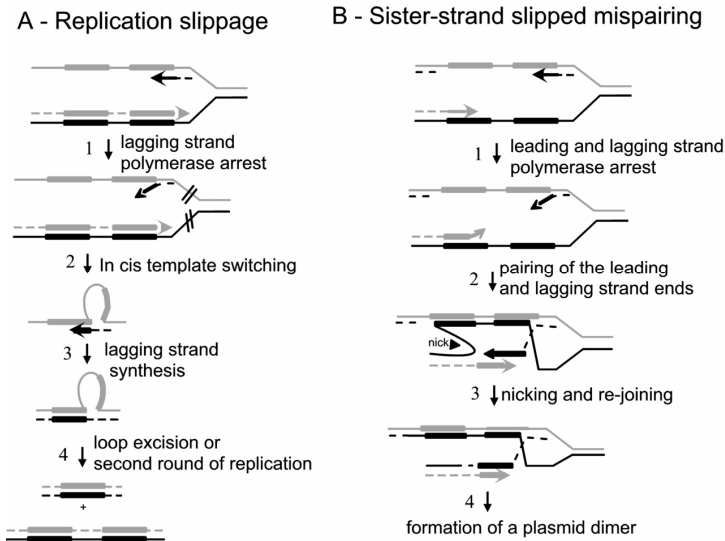 A - Replication slippage
1 lagging strand
polymerase arrest
2 In cis template switching
3 lagging strand
synthesis
4 loop excision or
second round of replication
+
B - Sister-strand slipped mispairing
1 leading and lagging strand
polymerase arrest
2 pairing of the leading
and lagging strand ends
nick
3 nicking and re-joining
4
formation of a plasmid dimer